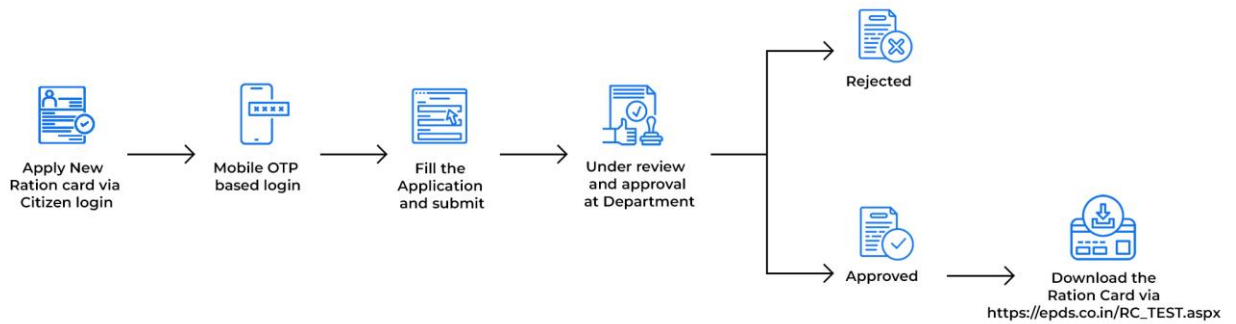 Apply New
Ration card via
Citizen login
Mobile OTP
based login
Fill the
Application
and submit
Under review
and approval
at Department
Rejected
Approved
Download the
Ration Card via
https://epds.co.in/RC_TEST.aspx